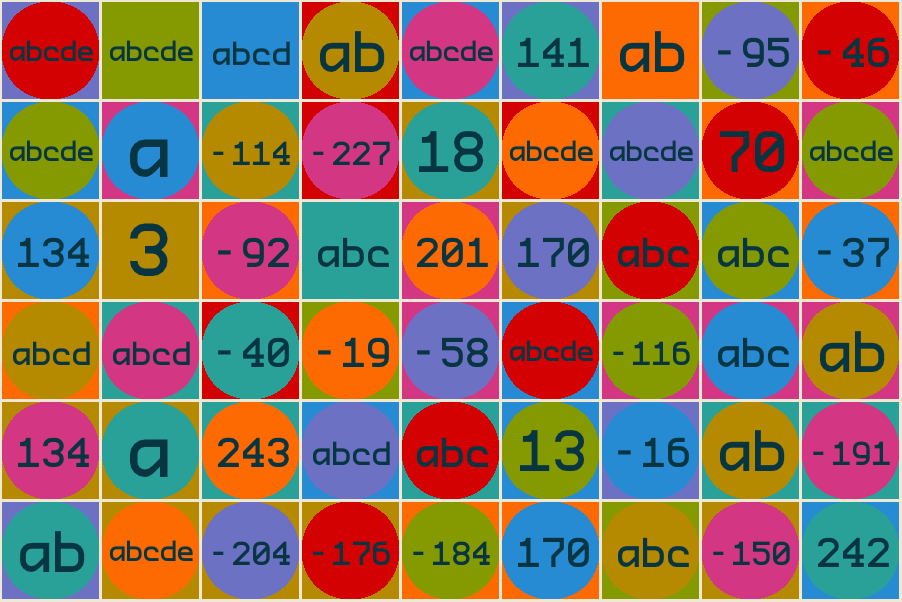 abcde abcde abcd ab abcde 141 ab -95 -46
abcde a -114 -227 18 abcde abcde 70 abcde
134 3 -92 abc 201 170 abc abc -37
abcd abcd -40 -19 -58 abcde -116 abc ab
134 a 243 abcd abc 13 -16 ab -191
ab abcde -204 -176 -184 170 abc -150 242